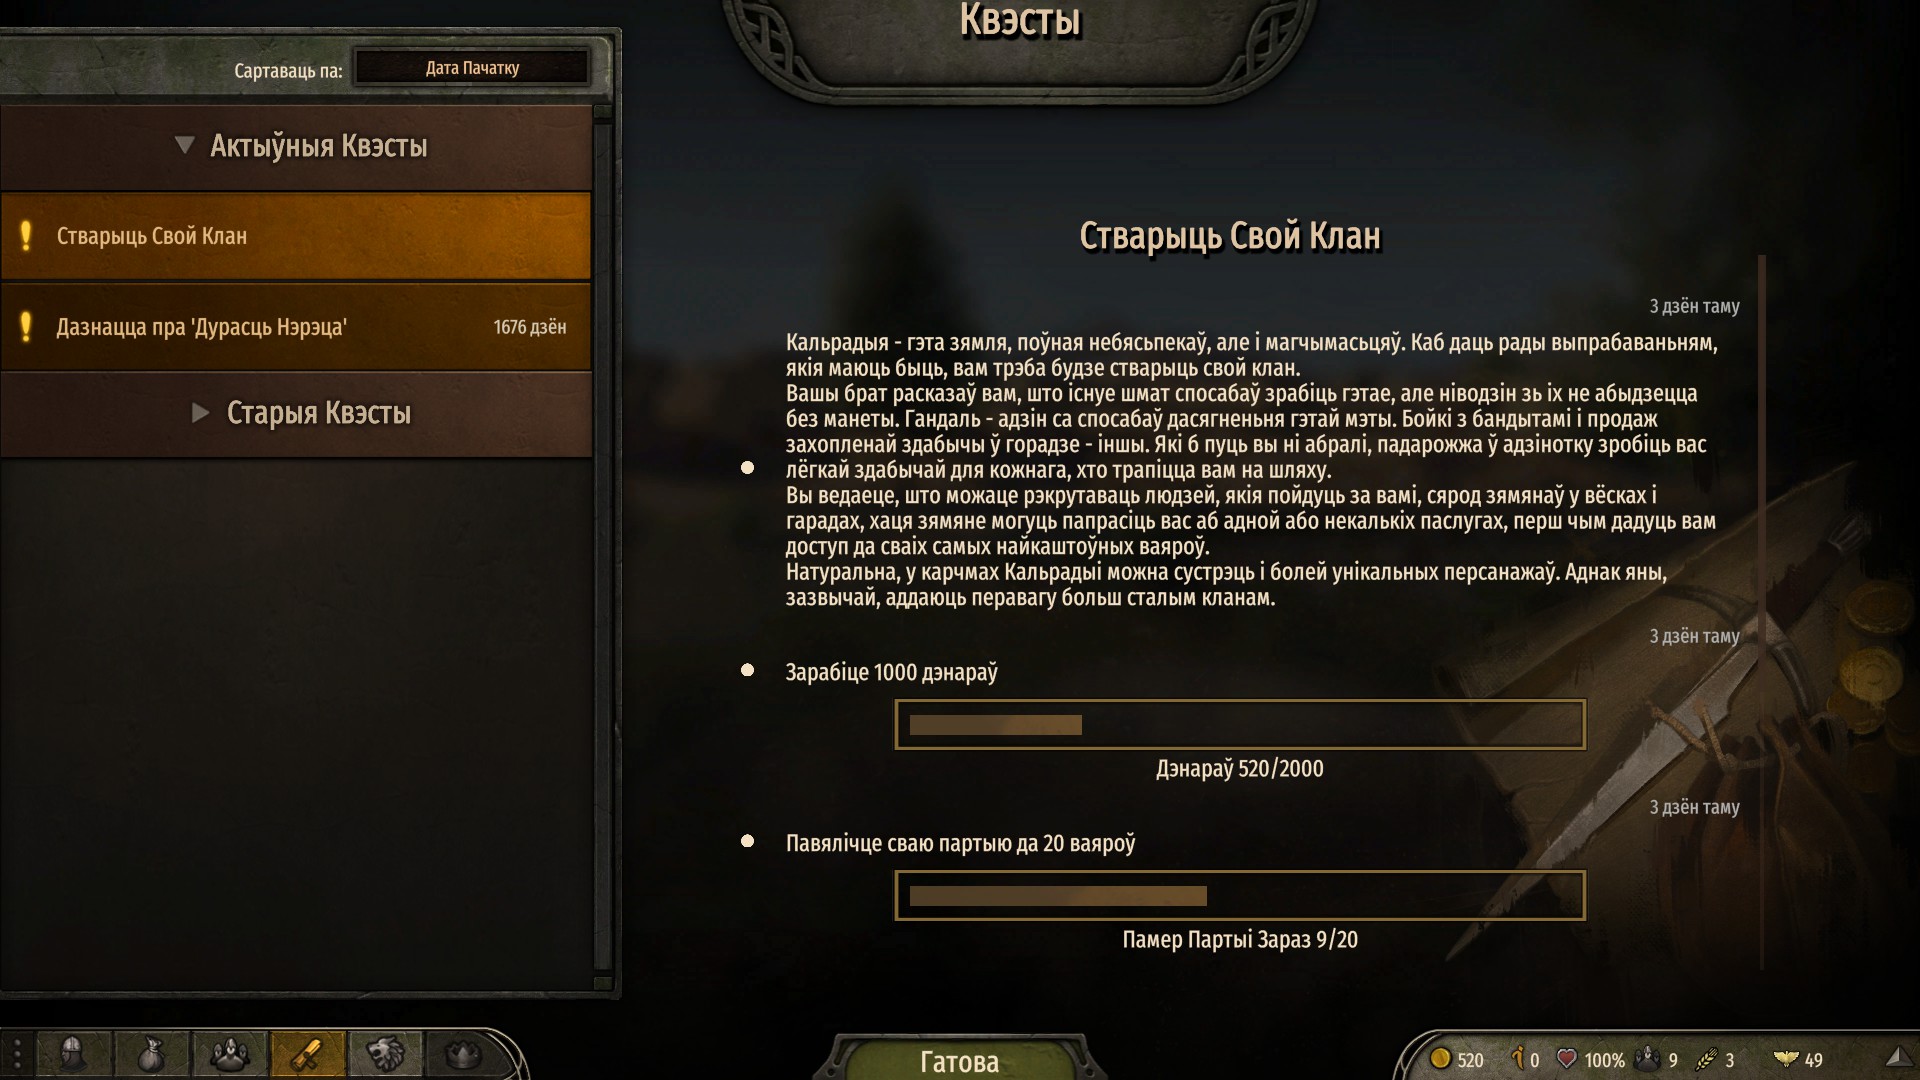 Квэсты
Сартаваць па:
Дата Пачатку
Актыўныя Квэсты
Стварыць Свой Клан
Дазнацца пра 'Дурасць Нэрэца'
1676 дзён
Старыя Квэсты
Стварыць Свой Клан
3 дзён таму
Кальрадыя - гэта зямля, поўная небясьпекаў, але і магчымасьцяў. Каб даць рады выпрабаваньням,
якія маюць быць, вам трэба будзе стварыць свой клан.
Вашы брат расказаў вам, што існуе шмат спосабаў зрабіць гэтае, але ніводзін зь іх не абыдзецца
без манеты. Гандаль - адзін са спосабаў дасягненьня гэтай мэты. Бойкі з бандытамі і продаж
захопленай здабычы ў горадзе - іншы. Які б пуць вы ні абралі, падарожжа ў адзінотку зробіць вас
лёгкай здабычай для кожнага, хто трапіцца вам на шляху.
Вы ведаеце, што можаце рэкрутаваць людзей, якія пойдуць за вамі, сярод зямянаў у вёсках і
гарадах, хаця зямяне могуць папрасіць вас аб адной або некалькіх паслугах, перш чым дадуць вам
доступ да сваіх самых найкаштоўных ваяроў.
Натуральна, у карчмах Кальрадыі можна сустрэць і болей унікальных персанажаў. Аднак яны,
зазвычай, аддаюць перавагу больш сталым кланам.
3 дзён таму
Зарабіце 1000 дэнараў
Дэнараў 520/2000
3 дзён таму
Павялічце сваю партыю да 20 ваяроў
Памер Партыі Зараз 9/20
Гатова
520
0
100%
9
3
49